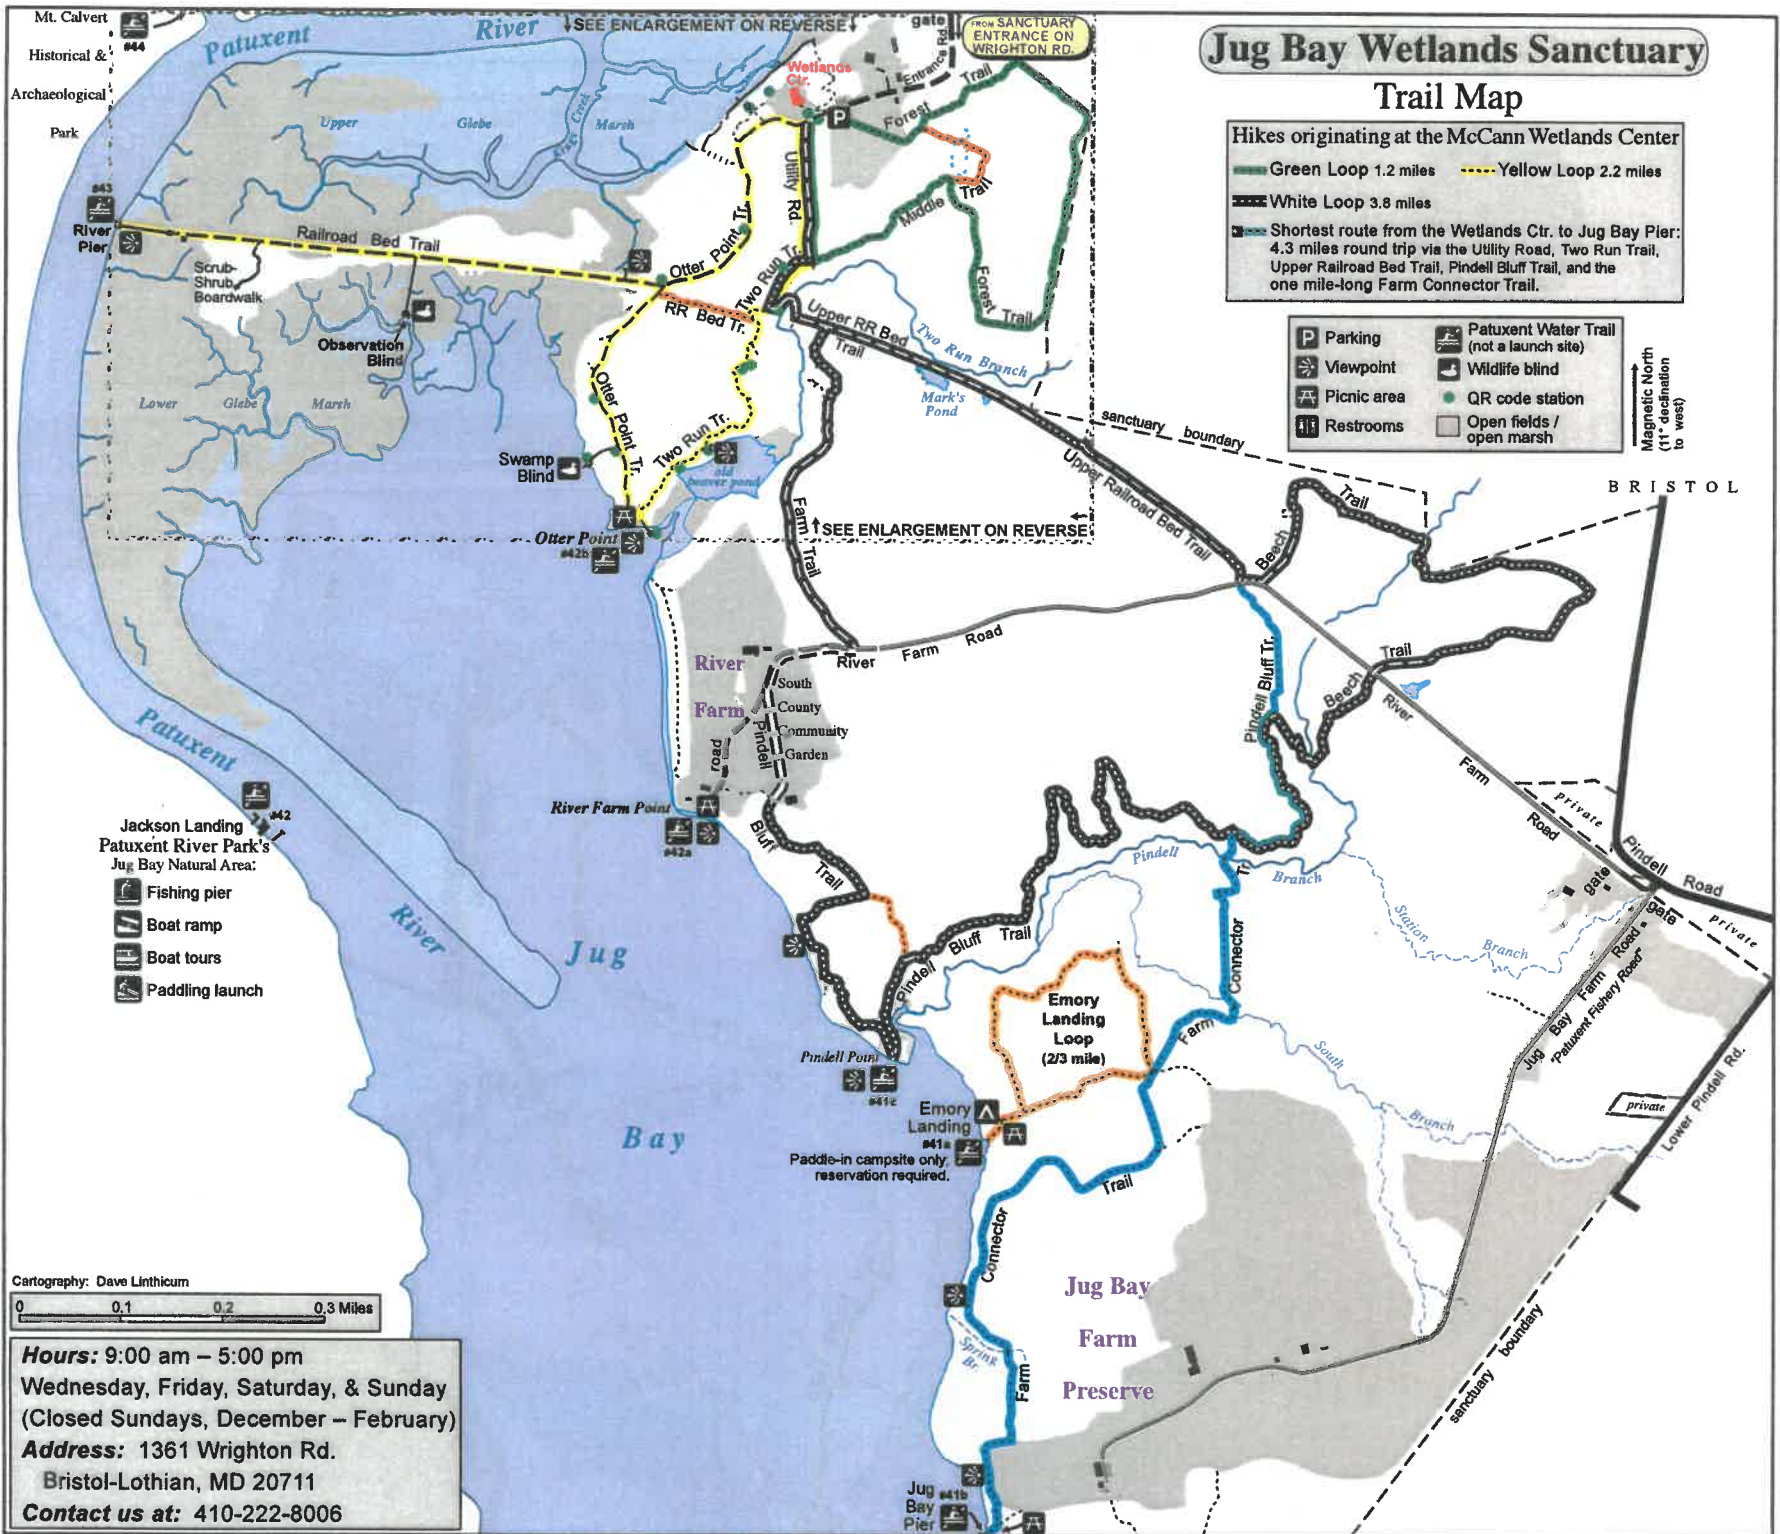 Jug Bay Wetlands Sanctuary
Trail Map
Hikes originating at the McCann Wetlands Center
Green Loop 1.2 miles
Yellow Loop 2.2 miles
White Loop 3.8 miles
Shortest route from the Wetlands Ctr. to Jug Bay Pier:
4.3 miles round trip via the Utility Road, Two Run Trail,
Upper Railroad Bed Trail, Pindell Bluff Trail, and the
one mile-long Farm Connector Trail.
P Parking
Viewpoint
Picnic area
Restrooms
Patuxent Water Trail
(not a launch site)
Wildlife blind
QR code station
Open fields /
open marsh
Magnetic North
(11° declination
to west)
Mt. Calvert
Historical &
Archaeological
Park
#44
Patuxent
River
↓SEE ENLARGEMENT ON REVERSE↓
gate
FROM SANCTUARY
ENTRANCE ON
WRIGHTON RD.
Wetlands
Ctr.
Entrance Rd.
P
Forest
Trail
Upper
Glebe
Marsh
Utility Rd.
Middle
Trail
Forest
Trail
#43
River
Pier
Railroad Bed Trail
Otter Point Tr.
Two Run Tr.
Scrub-
Shrub
Boardwalk
RR Bed Tr.
Upper RR Bed
Trail
Two Run Branch
Mark's
Pond
Observation
Blind
Lower
Glebe
Marsh
Otter Point Tr.
Two Run Tr.
old
beaver pond
Swamp
Blind
sanctuary boundary
Upper Railroad Bed Trail
BRISTOL
Otter Point
#42b
Farm Trail
↑SEE ENLARGEMENT ON REVERSE
Beech
Trail
River
Farm
River
Farm
Road
South
County
Community
Garden
road
Pindell
Pindell Bluff Tr.
Beech
Trail
River
Farm
Road
private
Pindell
Road
gate
gate
private
River Farm Point
#42a
Bluff
Trail
Patuxent
River
#42
Jackson Landing
Patuxent River Park's
Jug Bay Natural Area:
Fishing pier
Boat ramp
Boat tours
Paddling launch
Jug
Bay
Pindell
Branch
Tr.
Connector
Farm
Station
Branch
Pindell
Bluff
Trail
Emory
Landing
Loop
(2/3 mile)
Pindell Point
#41c
Emory
Landing
#41a
Paddle-in campsite only;
reservation required.
South
Branch
Jug Bay Farm Road -
"Patuxent Fishery Road"
private
Lower Pindell Rd.
Trail
Connector
Farm
Spring
Br.
Jug Bay
Farm
Preserve
sanctuary boundary
Jug
Bay
Pier
#41b
Cartography: Dave Linthicum
0 0.1 0.2 0.3 Miles
Hours: 9:00 am – 5:00 pm
Wednesday, Friday, Saturday, & Sunday
(Closed Sundays, December – February)
Address: 1361 Wrighton Rd.
Bristol-Lothian, MD 20711
Contact us at: 410-222-8006